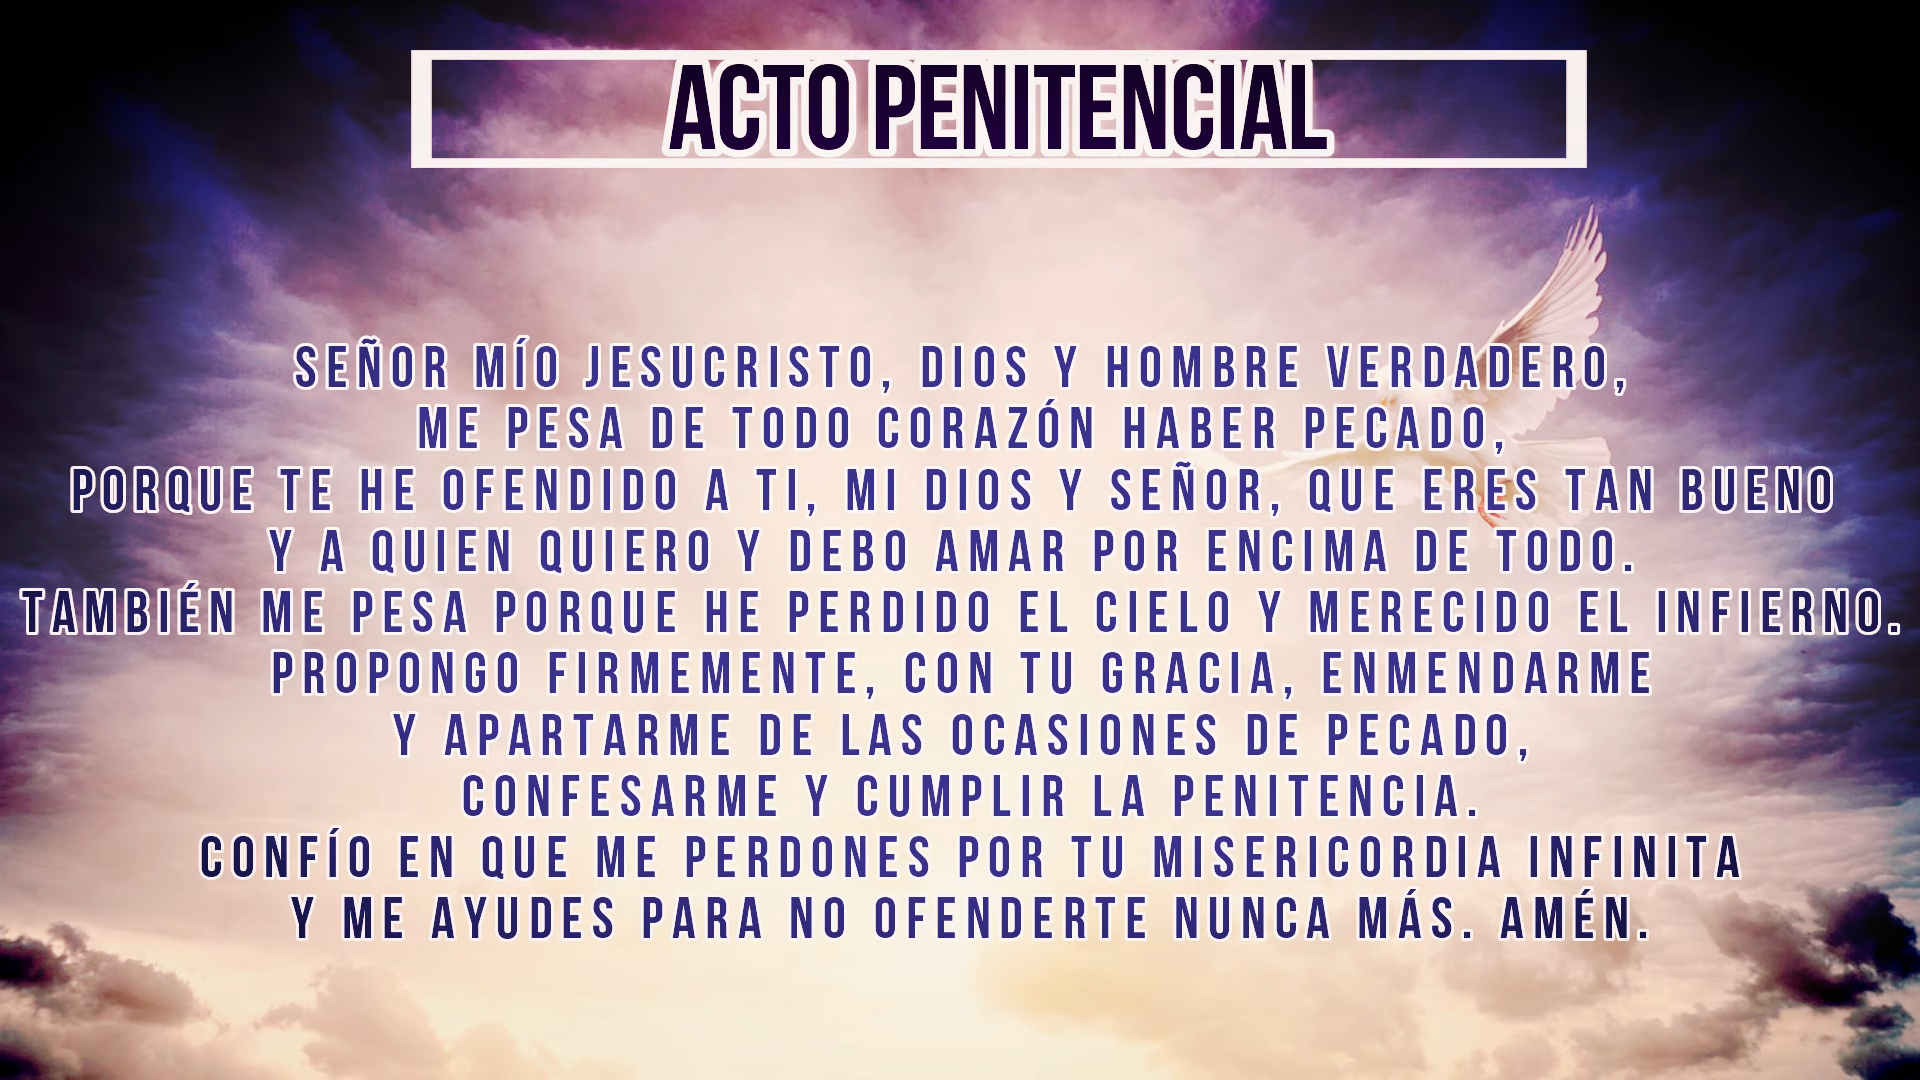 ACTO PENITENCIAL
SEÑOR MÍO JESUCRISTO, DIOS Y HOMBRE VERDADERO,
ME PESA DE TODO CORAZÓN HABER PECADO,
PORQUE TE HE OFENDIDO A TI, MI DIOS Y SEÑOR, QUE ERES TAN BUENO
Y A QUIEN QUIERO Y DEBO AMAR POR ENCIMA DE TODO.
TAMBIÉN ME PESA PORQUE HE PERDIDO EL CIELO Y MERECIDO EL INFIERNO.
PROPONGO FIRMEMENTE, CON TU GRACIA, ENMENDARME
Y APARTARME DE LAS OCASIONES DE PECADO,
CONFESARME Y CUMPLIR LA PENITENCIA.
CONFÍO EN QUE ME PERDONES POR TU MISERICORDIA INFINITA
Y ME AYUDES PARA NO OFENDERTE NUNCA MÁS. AMÉN.